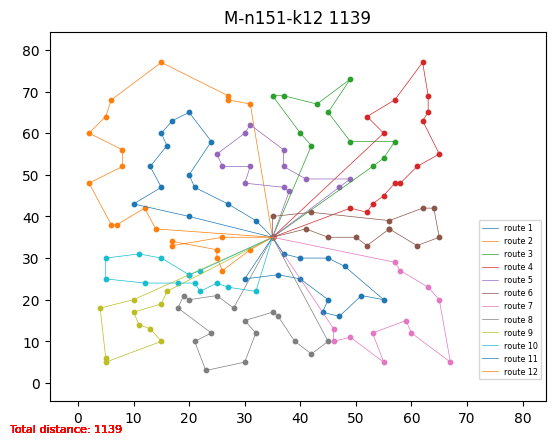 M-n151-k12 1139
80
70
60
50
40
30
20
10
0
0 10 20 30 40 50 60 70 80
route 1
route 2
route 3
route 4
route 5
route 6
route 7
route 8
route 9
route 10
route 11
route 12
Total distance: 1139